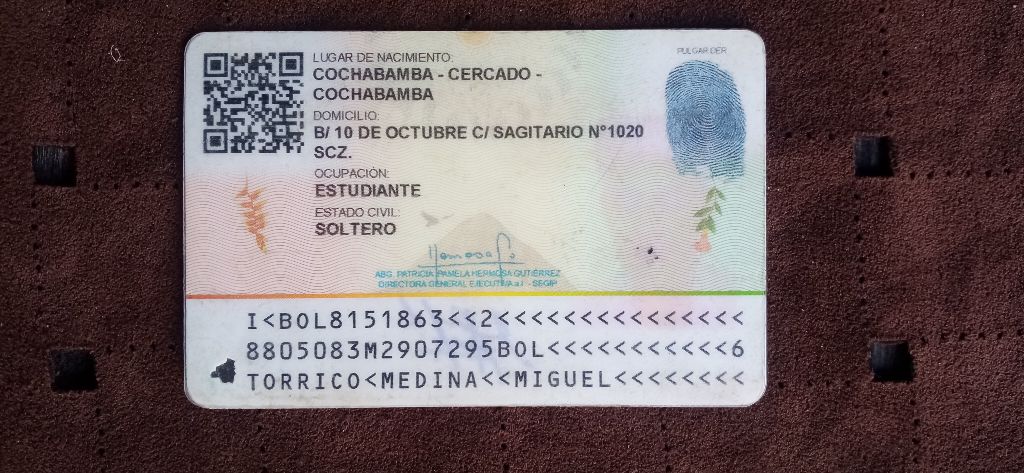 LUGAR DE NACIMIENTO:
COCHABAMBA - CERCADO -
COCHABAMBA
DOMICILIO:
B/ 10 DE OCTUBRE C/ SAGITARIO N°1020
SCZ.
OCUPACIÓN:
ESTUDIANTE
ESTADO CIVIL:
SOLTERO
PULGAR DER
ABG. PATRICIA PAMELA HERMOSA GUTIÉRREZ
DIRECTORA GENERAL EJECUTIVA a.i. - SEGIP
I<BOL8151863<<2<<<<<<<<<<<<<<<
8805083M2907295BOL<<<<<<<<<<<6
TORRICO<MEDINA<<MIGUEL<<<<<<<<